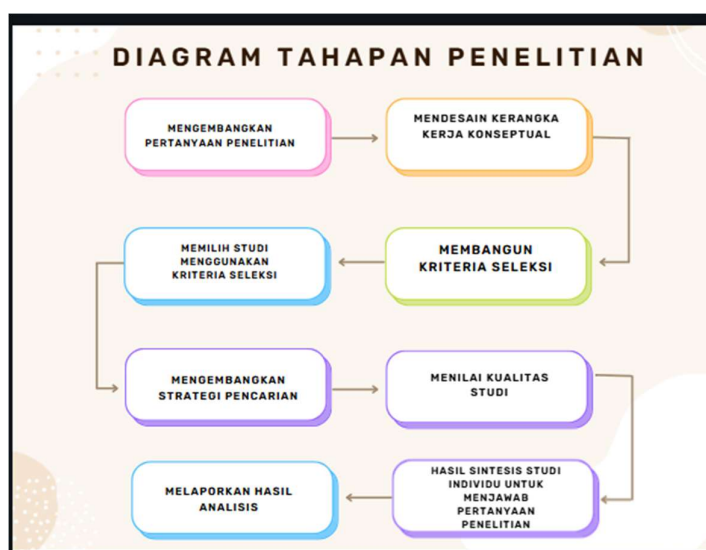 DIAGRAM TAHAPAN PENELITIAN
MENGEMBANGKAN
PERTANYAAN PENELITIAN
MENDESAIN KERANGKA
KERJA KONSEPTUAL
MEMBANGUN
KRITERIA SELEKSI
MEMILIH STUDI
MENGGUNAKAN
KRITERIA SELEKSI
MENGEMBANGKAN
STRATEGI PENCARIAN
MENILAI KUALITAS
STUDI
HASIL SINTESIS STUDI
INDIVIDU UNTUK
MENJAWAB
PERTANYAAN
PENELITIAN
MELAPORKAN HASIL
ANALISIS